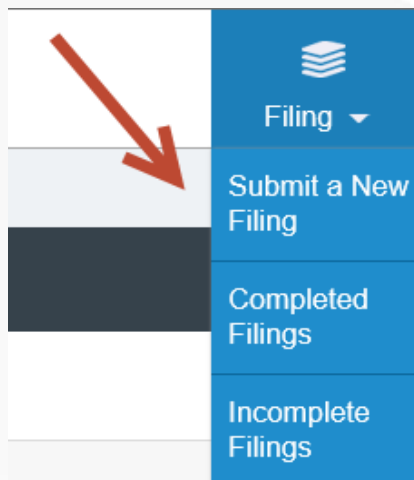 Filing
Submit a New
Filing
Completed
Filings
Incomplete
Filings